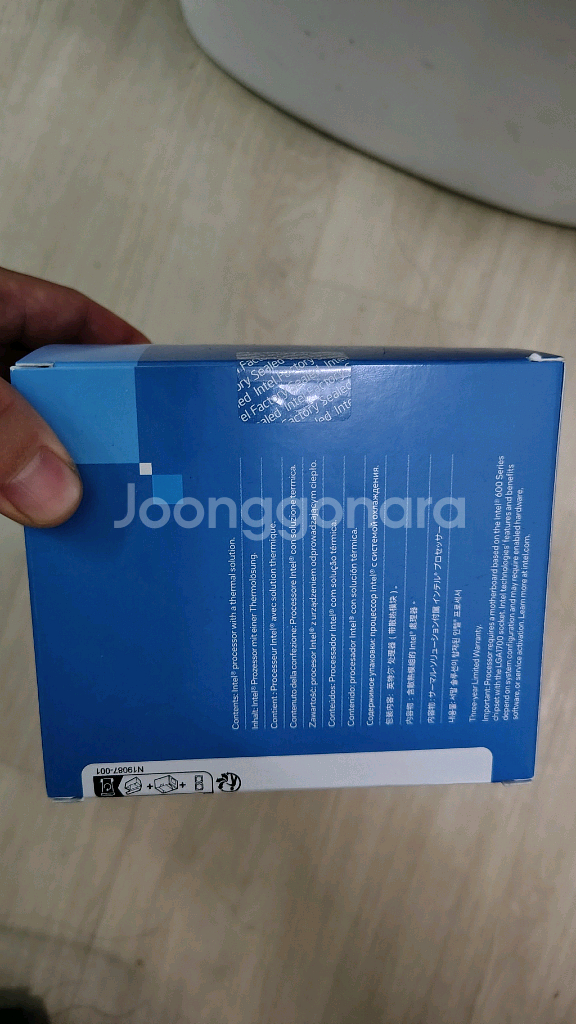 Factory Sealed
Intel Factory
Joonggonara
Contents: Intel® processor with a thermal solution.
Inhalt: Intel® Prozessor mit einer Thermolösung.
Contient : Processeur Intel® avec solution thermique.
Contenuto della confezione: Processore Intel® con soluzione termica.
Zawartość: procesor Intel® z urządzeniem odprowadzającym ciepło.
Conteúdos: Processador Intel® com solução térmica.
Contenido: procesador Intel® con solución térmica.
Содержимое упаковки: процессор Intel® с системой охлаждения.
包装内容：英特尔 处理器（带散热模块）。
內容物：含散熱模組的 Intel® 處理器。
内容物：サーマルソリューション付属 インテル® プロセッサー
내용물: 서멀 솔루션이 탑재된 인텔® 프로세서
Three-year Limited Warranty.
Important: Processor requires a motherboard based on the Intel® 600 Series
chipset with the LGA1700 socket. Intel technologies' features and benefits
depend on system configuration and may require enabled hardware,
software, or service activation. Learn more at intel.com.
N19087-001